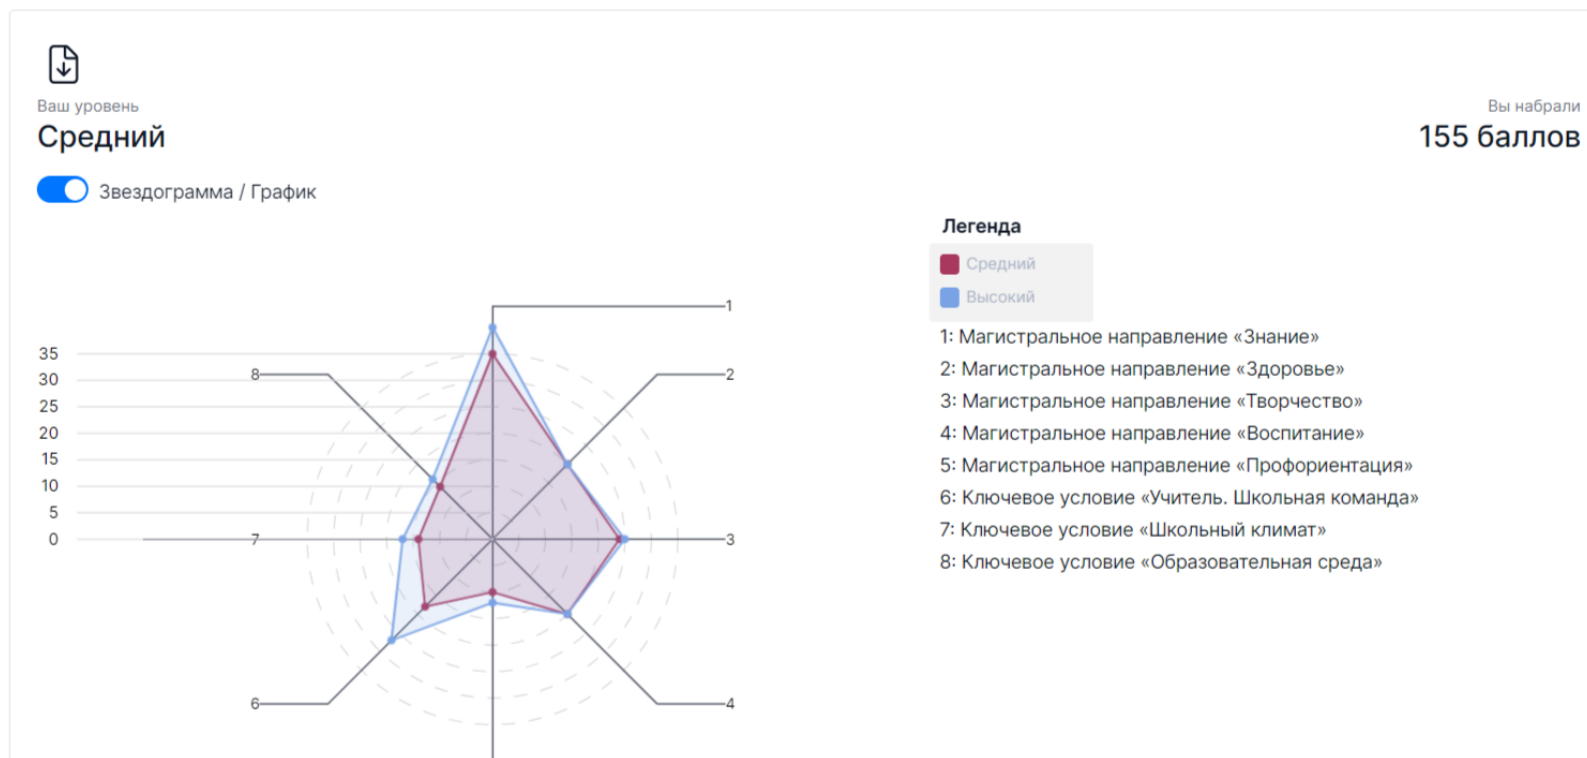 Ваш уровень
Средний
Вы набрали
155 баллов
Звездограмма / График
Легенда
Средний
Высокий
1: Магистральное направление «Знание»
2: Магистральное направление «Здоровье»
3: Магистральное направление «Творчество»
4: Магистральное направление «Воспитание»
5: Магистральное направление «Профориентация»
6: Ключевое условие «Учитель. Школьная команда»
7: Ключевое условие «Школьный климат»
8: Ключевое условие «Образовательная среда»
35
30
25
20
15
10
5
0
1
2
3
4
6
7
8